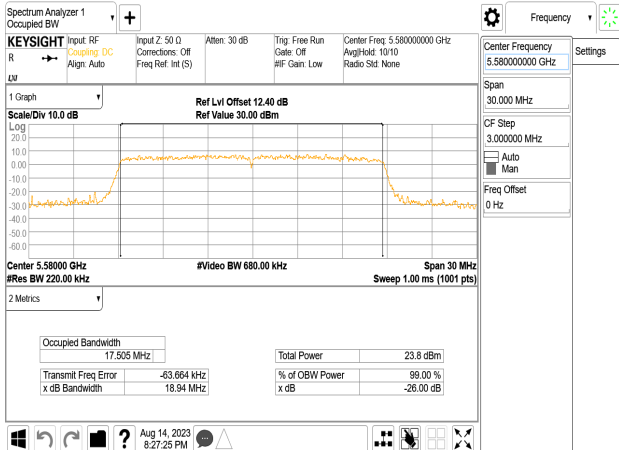 Spectrum Analyzer 1
Occupied BW
Frequency
KEYSIGHT
R
LXI
Input: RF
Coupling: DC
Align: Auto
Input Z: 50 Ω
Corrections: Off
Freq Ref: Int (S)
Atten: 30 dB
Trig: Free Run
Gate: Off
#IF Gain: Low
Center Freq: 5.580000000 GHz
Avg|Hold: 10/10
Radio Std: None
Center Frequency
5.580000000 GHz
Settings
Span
30.000 MHz
CF Step
3.000000 MHz
Auto
Man
Freq Offset
0 Hz
1 Graph
Scale/Div 10.0 dB
Ref Lvl Offset 12.40 dB
Ref Value 30.00 dBm
Log
20.0
10.0
0.00
-10.0
-20.0
-30.0
-40.0
-50.0
-60.0
Center 5.58000 GHz
#Video BW 680.00 kHz
Span 30 MHz
#Res BW 220.00 kHz
Sweep 1.00 ms (1001 pts)
2 Metrics
Occupied Bandwidth
17.505 MHz
Total Power 23.8 dBm
Transmit Freq Error -63.664 kHz
% of OBW Power 99.00 %
x dB Bandwidth 18.94 MHz
x dB -26.00 dB
?
Aug 14, 2023
8:27:25 PM